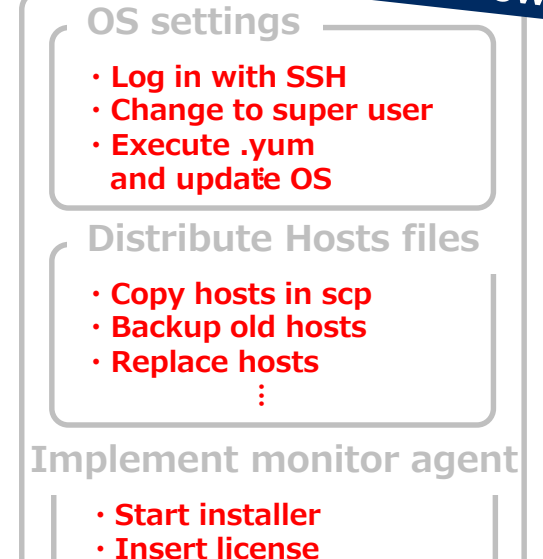 OS settings
・Log in with SSH
・Change to super user
・Execute .yum
and update OS
Distribute Hosts files
・Copy hosts in scp
・Backup old hosts
・Replace hosts
⋮
Implement monitor agent
・Start installer
・Insert license